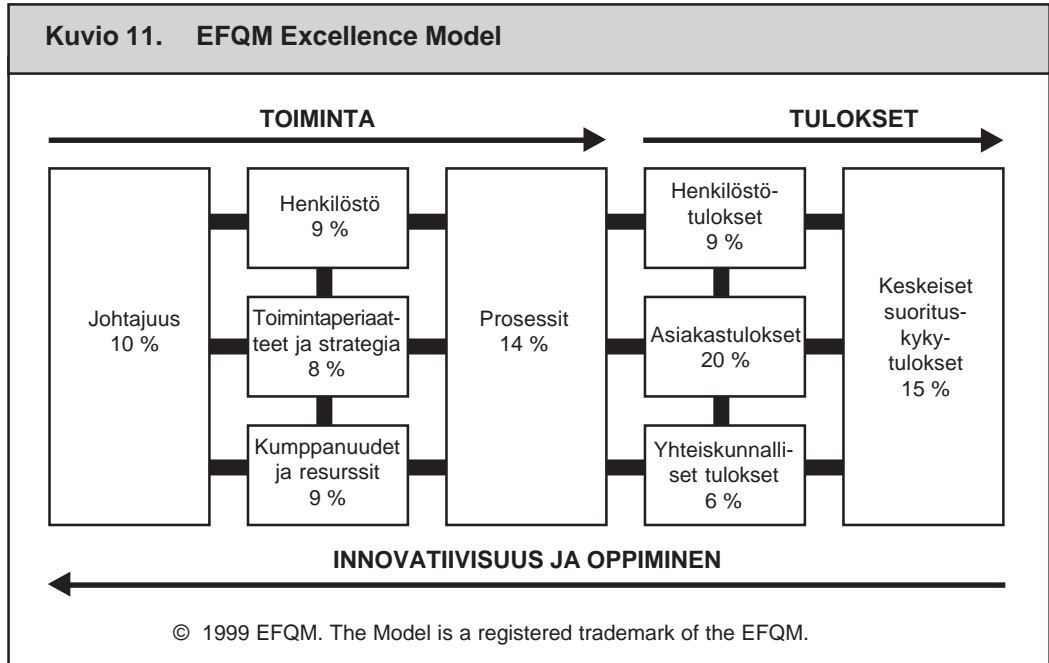 Kuvio 11. EFQM Excellence Model
TOIMINTA
TULOKSET
Johtajuus
10 %
Henkilöstö
9 %
Toimintaperiaat-
teet ja strategia
8 %
Kumppanuudet
ja resurssit
9 %
Prosessit
14 %
Henkilöstö-
tulokset
9 %
Asiakastulokset
20 %
Yhteiskunnalli-
set tulokset
6 %
Keskeiset
suoritus-
kyky-
tulokset
15 %
INNOVATIIVISUUS JA OPPIMINEN
© 1999 EFQM. The Model is a registered trademark of the EFQM.